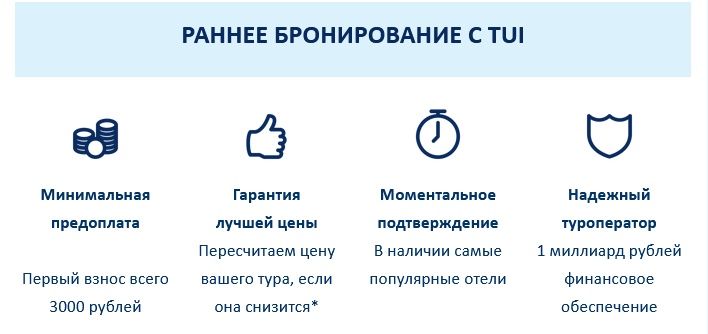 РАННЕЕ БРОНИРОВАНИЕ С TUI
Минимальная
предоплата
Первый взнос всего
3000 рублей
Гарантия
лучшей цены
Пересчитаем цену
вашего тура, если
она снизится*
Моментальное
подтверждение
В наличии самые
популярные отели
Надежный
туроператор
1 миллиард рублей
финансовое
обеспечение